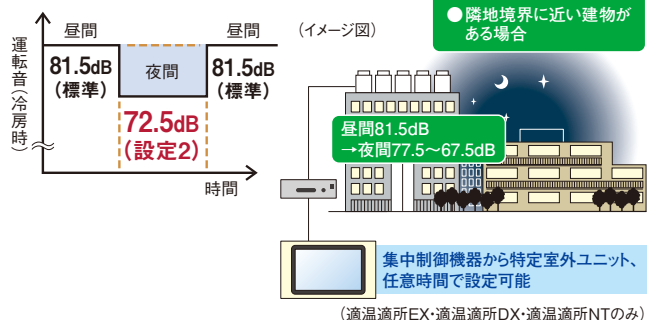 運転音(冷房時)
昼間
昼間
81.5dB
(標準)
夜間
81.5dB
(標準)
72.5dB
(設定2)
時間
(イメージ図)
●隣地境界に近い建物が
ある場合
昼間81.5dB
→夜間77.5～67.5dB
集中制御機器から特定室外ユニット、
任意時間で設定可能
(適温適所EX・適温適所DX・適温適所NTのみ)